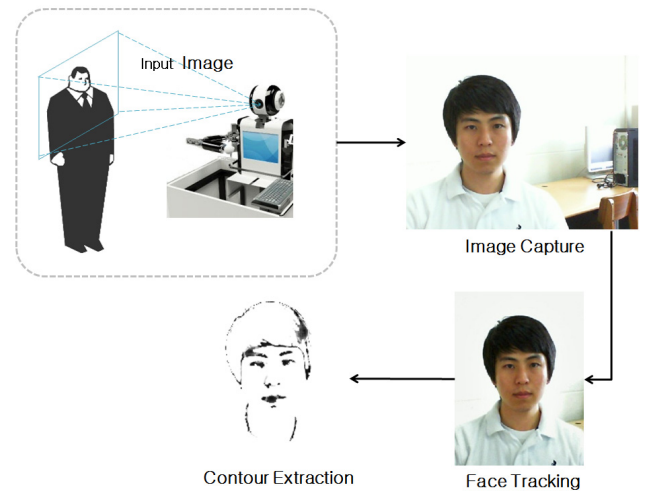 Input Image
Image Capture
Contour Extraction
Face Tracking